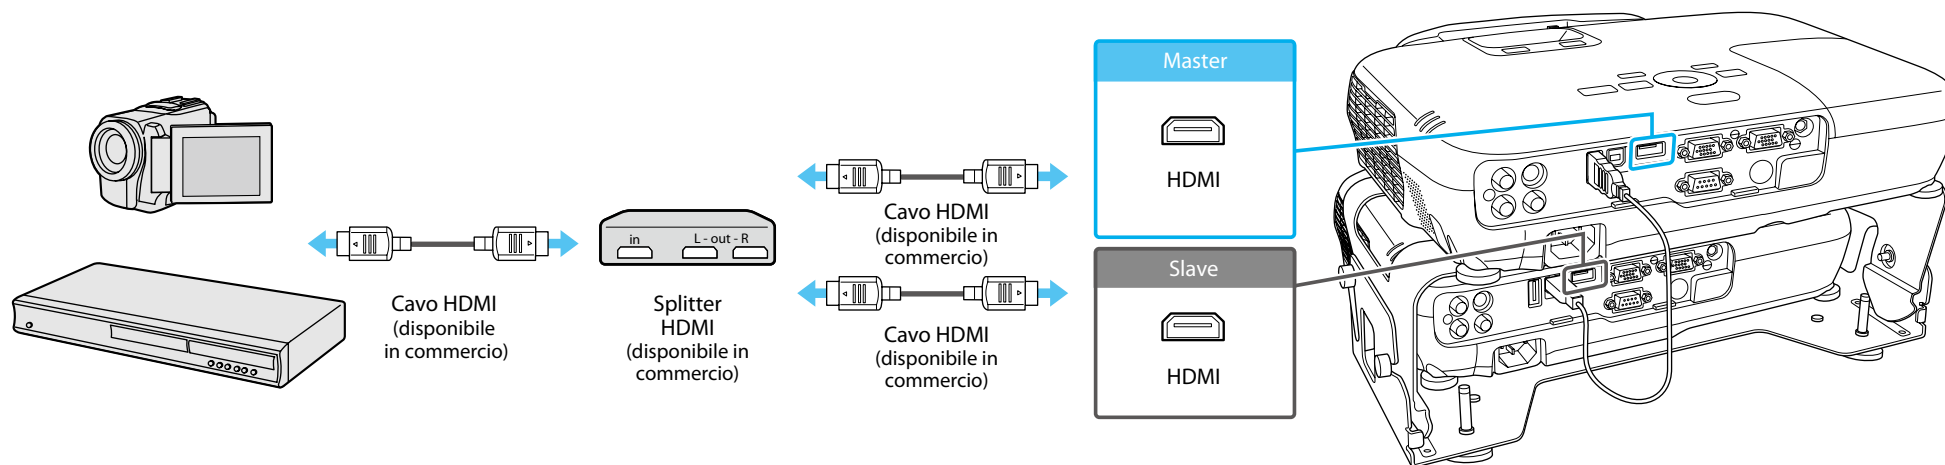 Cavo HDMI
(disponibile
in commercio)
in
L - out - R
Splitter
HDMI
(disponibile in
commercio)
Cavo HDMI
(disponibile in
commercio)
Cavo HDMI
(disponibile in
commercio)
Master
HDMI
Slave
HDMI